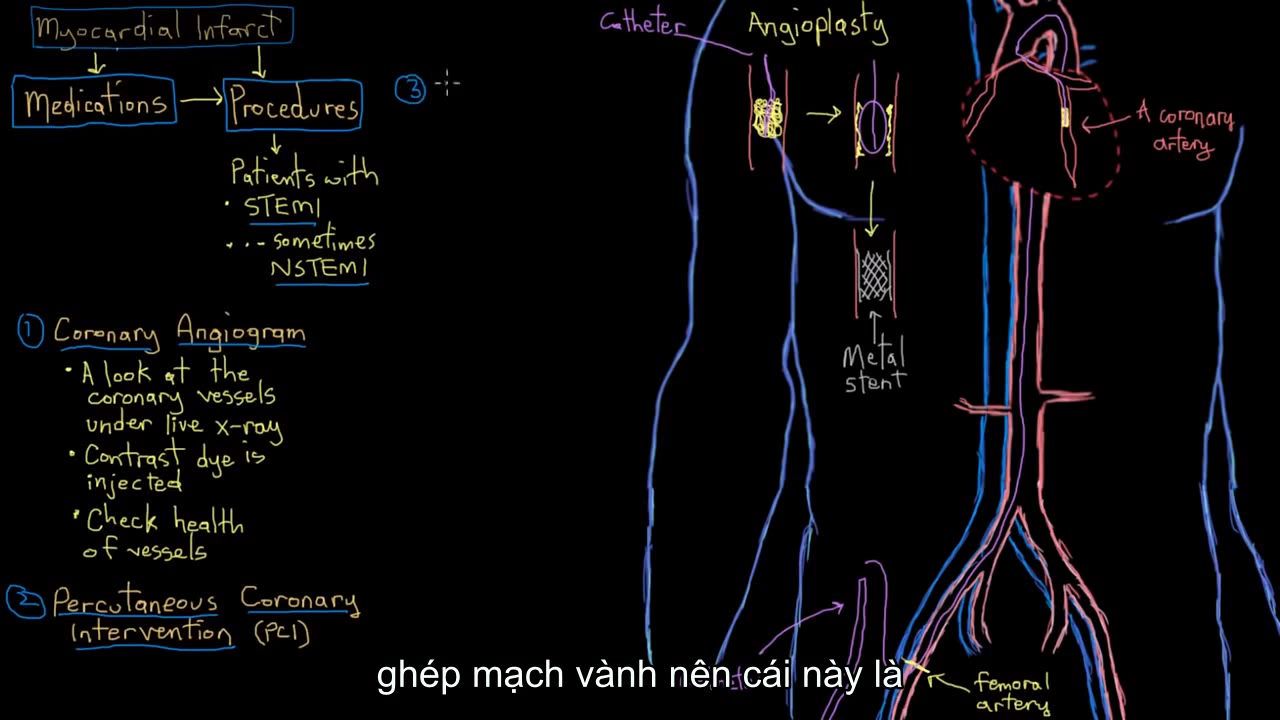 Myocardial Infarct
Medications
Procedures
Patients with
· STEMI
· ... sometimes
NSTEMI
① Coronary Angiogram
· A look at the
coronary vessels
under live x-ray
· Contrast dye is
injected
· Check health
of vessels
② Percutaneous Coronary
Intervention (PCI)
③
Catheter
Angioplasty
Metal
stent
A coronary
artery
femoral
artery
ghép mạch vành nên cái này là